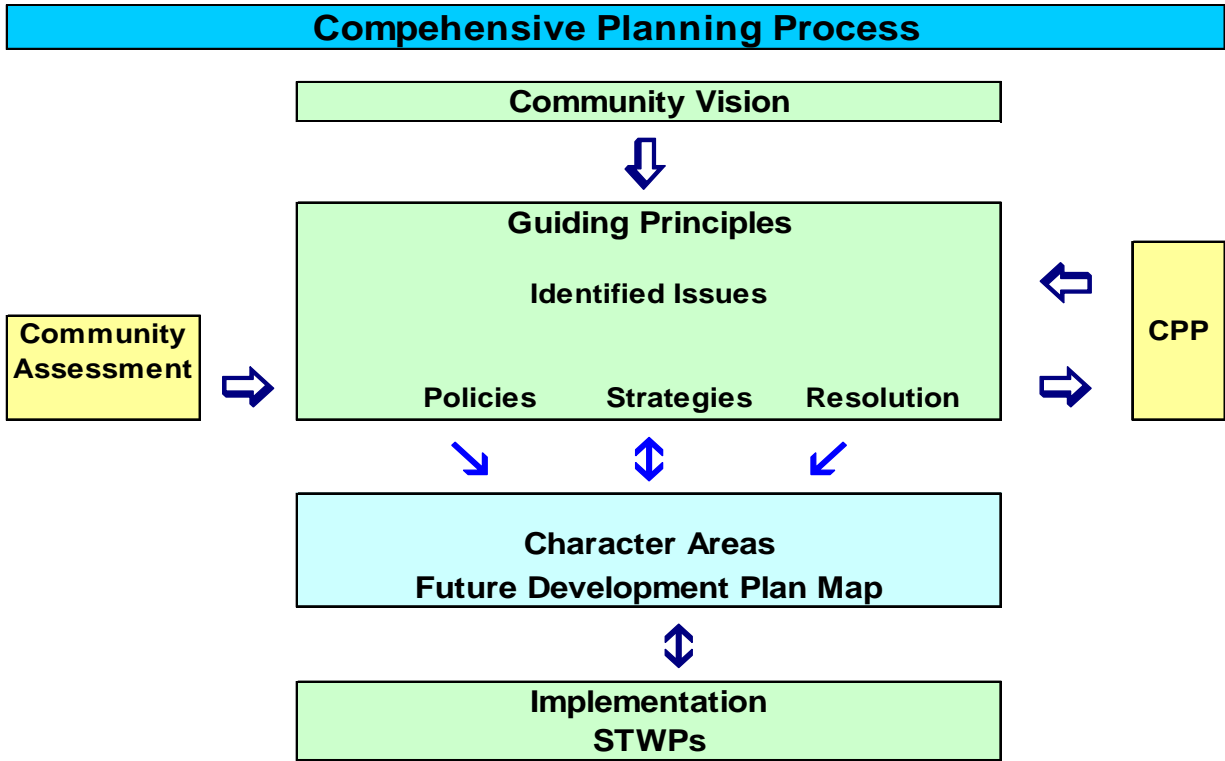 Compehensive Planning Process
Community Vision
Guiding Principles
Identified Issues
Community
Assessment
CPP
Policies Strategies Resolution
Character Areas
Future Development Plan Map
Implementation
STWPs